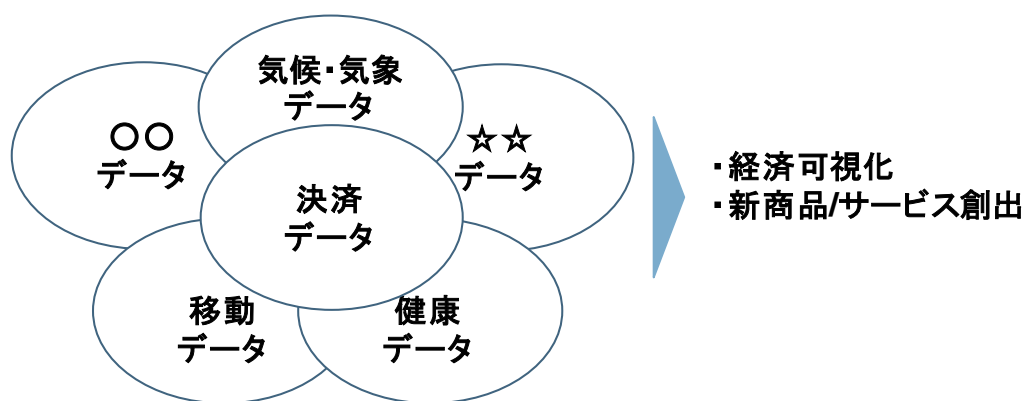 気候・気象
データ
〇〇
データ
☆☆
データ
決済
データ
移動
データ
健康
データ
・経済可視化
・新商品/サービス創出